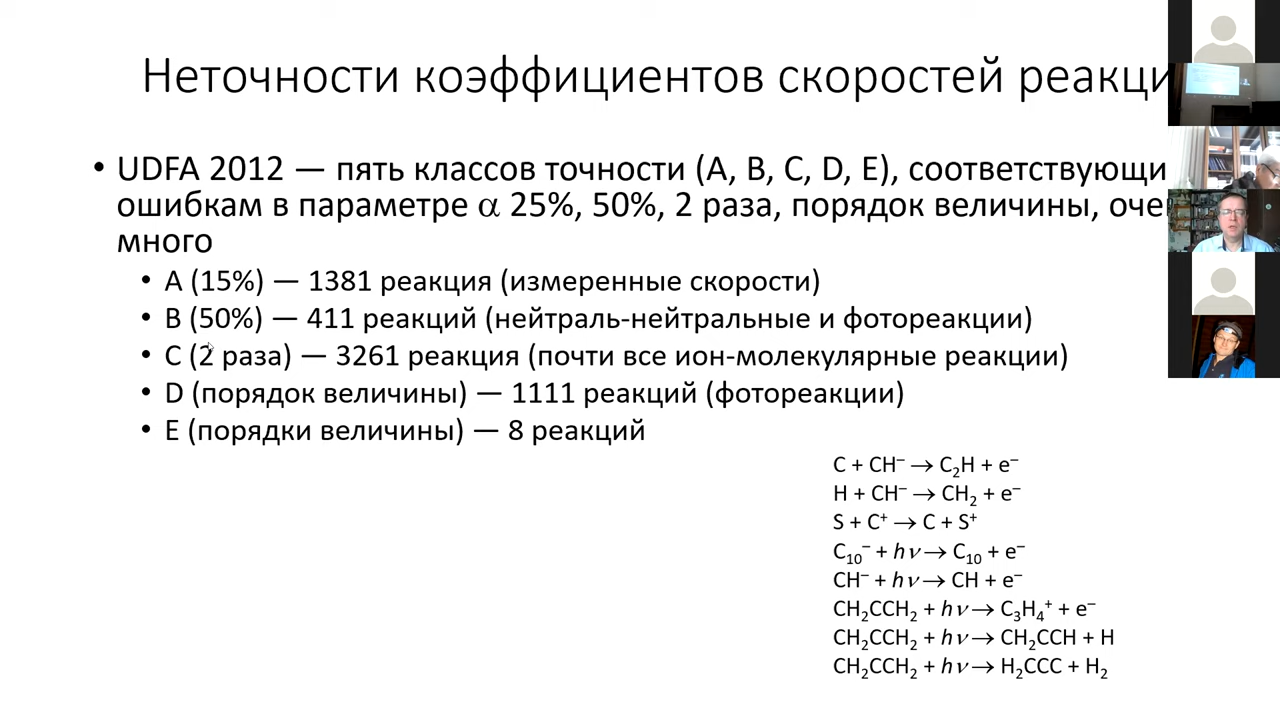 Неточности коэффициентов скоростей реакци
• UDFA 2012 — пять классов точности (A, B, C, D, E), соответствующи
ошибкам в параметре α 25%, 50%, 2 раза, порядок величины, оче
много
• A (15%) — 1381 реакция (измеренные скорости)
• B (50%) — 411 реакций (нейтраль-нейтральные и фотореакции)
• C (2 раза) — 3261 реакция (почти все ион-молекулярные реакции)
• D (порядок величины) — 1111 реакций (фотореакции)
• E (порядки величины) — 8 реакций
C + CH⁻ → C₂H + e⁻
H + CH⁻ → CH₂ + e⁻
S + C⁺ → C + S⁺
C₁₀⁻ + hν → C₁₀ + e⁻
CH⁻ + hν → CH + e⁻
CH₂CCH₂ + hν → C₃H₄⁺ + e⁻
CH₂CCH₂ + hν → CH₂CCH + H
CH₂CCH₂ + hν → H₂CCC + H₂